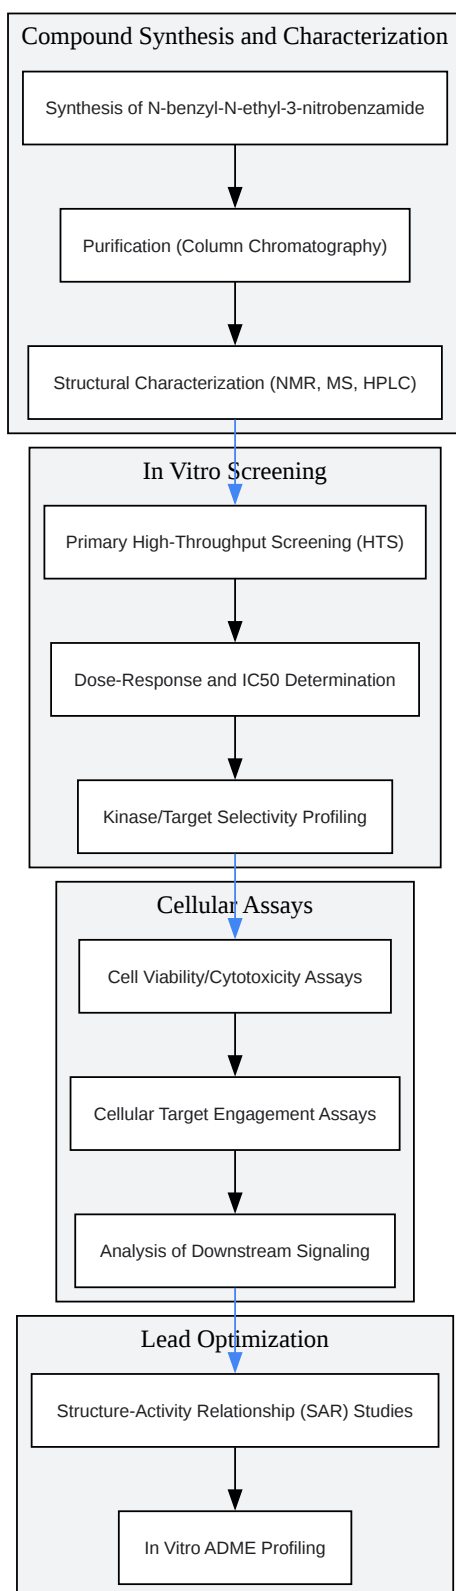 Compound Synthesis and Characterization
Synthesis of N-benzyl-N-ethyl-3-nitrobenzamide
Purification (Column Chromatography)
Structural Characterization (NMR, MS, HPLC)
In Vitro Screening
Primary High-Throughput Screening (HTS)
Dose-Response and IC50 Determination
Kinase/Target Selectivity Profiling
Cellular Assays
Cell Viability/Cytotoxicity Assays
Cellular Target Engagement Assays
Analysis of Downstream Signaling
Lead Optimization
Structure-Activity Relationship (SAR) Studies
In Vitro ADME Profiling